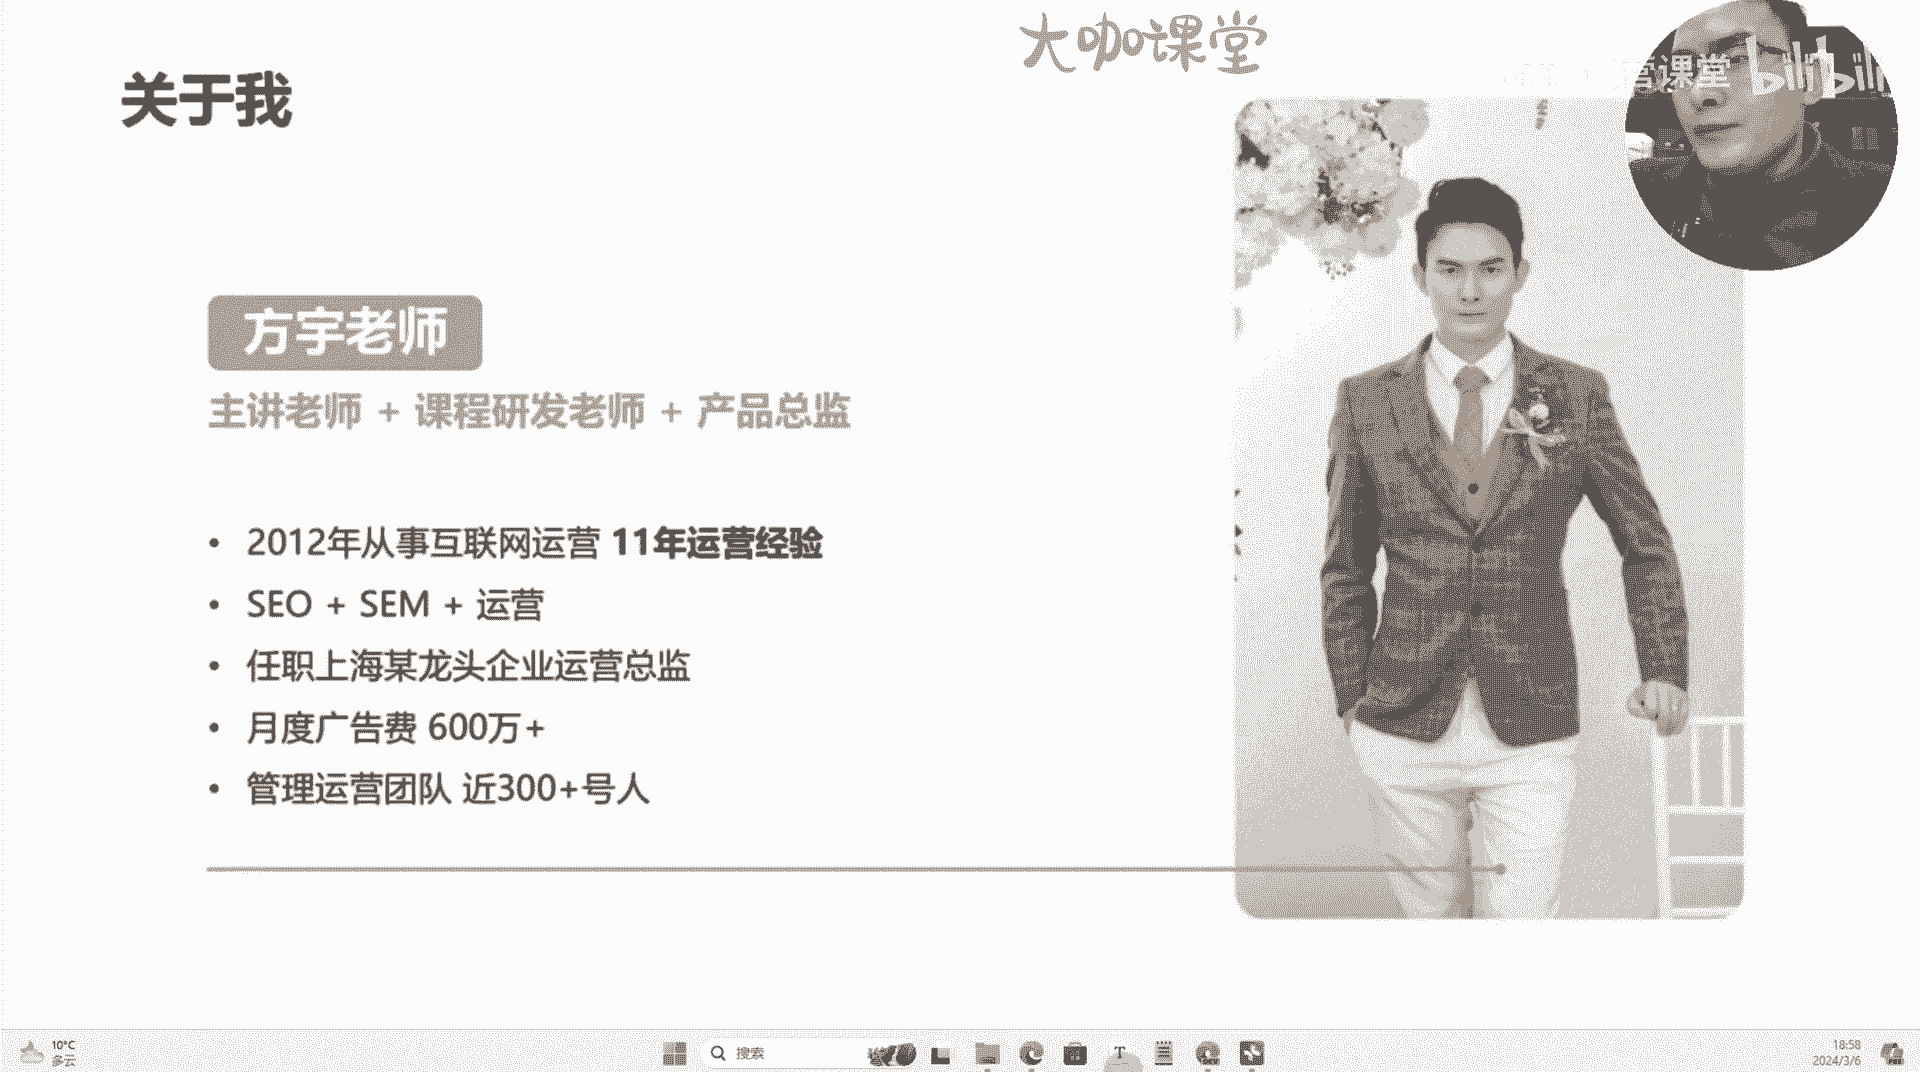 大咖课堂
关于我
营课堂 bilibili
方宇老师
主讲老师 + 课程研发老师 + 产品总监
• 2012年从事互联网运营 11年运营经验
• SEO + SEM + 运营
• 任职上海某龙头企业运营总监
• 月度广告费 600万+
• 管理运营团队 近300+号人
10°C
多云
搜索
18:58
2024/3/6